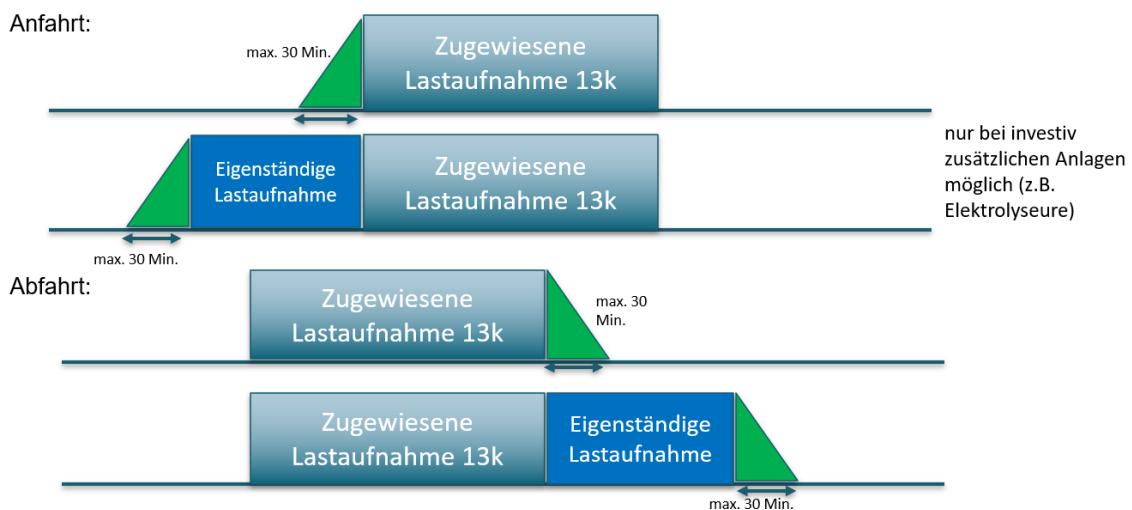 Anfahrt:
max. 30 Min.
Zugewiesene
Lastaufnahme 13k
Eigenständige
Lastaufnahme
Zugewiesene
Lastaufnahme 13k
nur bei investiv
zusätzlichen Anlagen
möglich (z.B.
Elektrolyseure)
max. 30 Min.
Abfahrt:
Zugewiesene
Lastaufnahme 13k
max. 30
Min.
Zugewiesene
Lastaufnahme 13k
Eigenständige
Lastaufnahme
max. 30 Min.